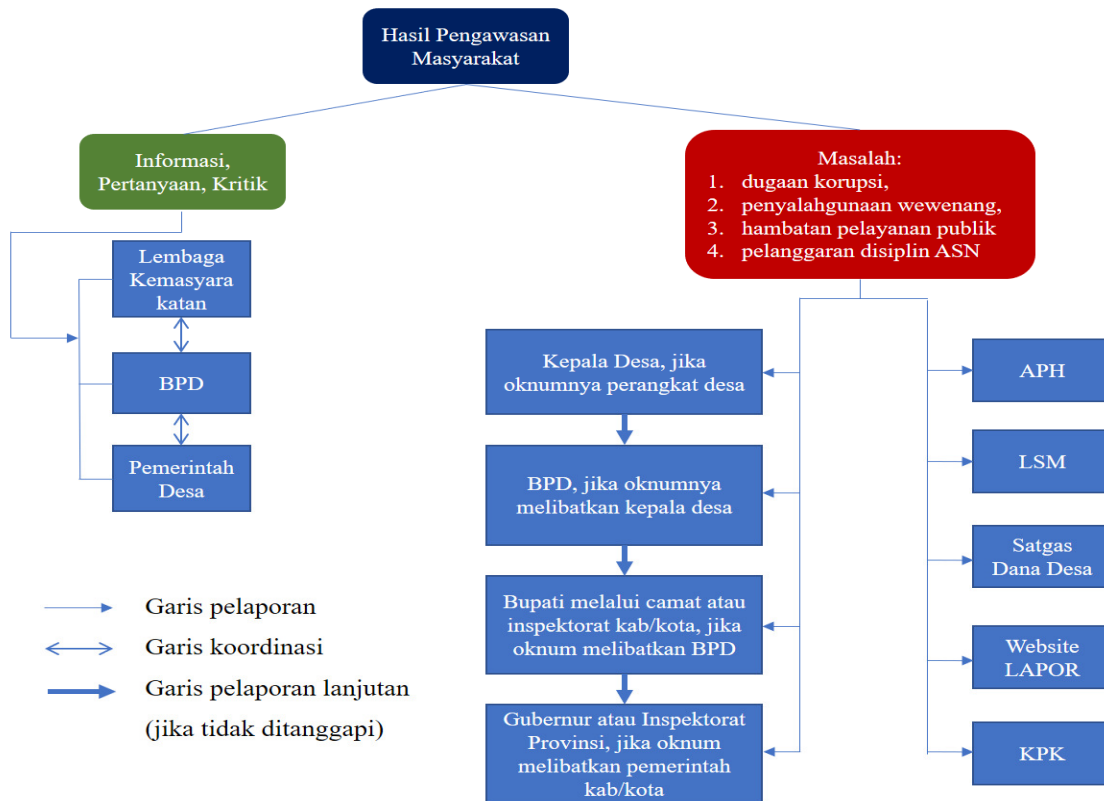 Hasil Pengawasan
Masyarakat
Informasi,
Pertanyaan, Kritik
Masalah:
1. dugaan korupsi,
2. penyalahgunaan wewenang,
3. hambatan pelayanan publik
4. pelanggaran disiplin ASN
Lembaga
Kemasyara
katan
BPD
Pemerintah
Desa
Kepala Desa, jika
oknumnya perangkat desa
BPD, jika oknumnya
melibatkan kepala desa
Bupati melalui camat atau
inspektorat kab/kota, jika
oknum melibatkan BPD
Gubernur atau Inspektorat
Provinsi, jika oknum
melibatkan pemerintah
kab/kota
APH
LSM
Satgas
Dana Desa
Website
LAPOR
KPK
Garis pelaporan
Garis koordinasi
Garis pelaporan lanjutan
(jika tidak ditanggapi)